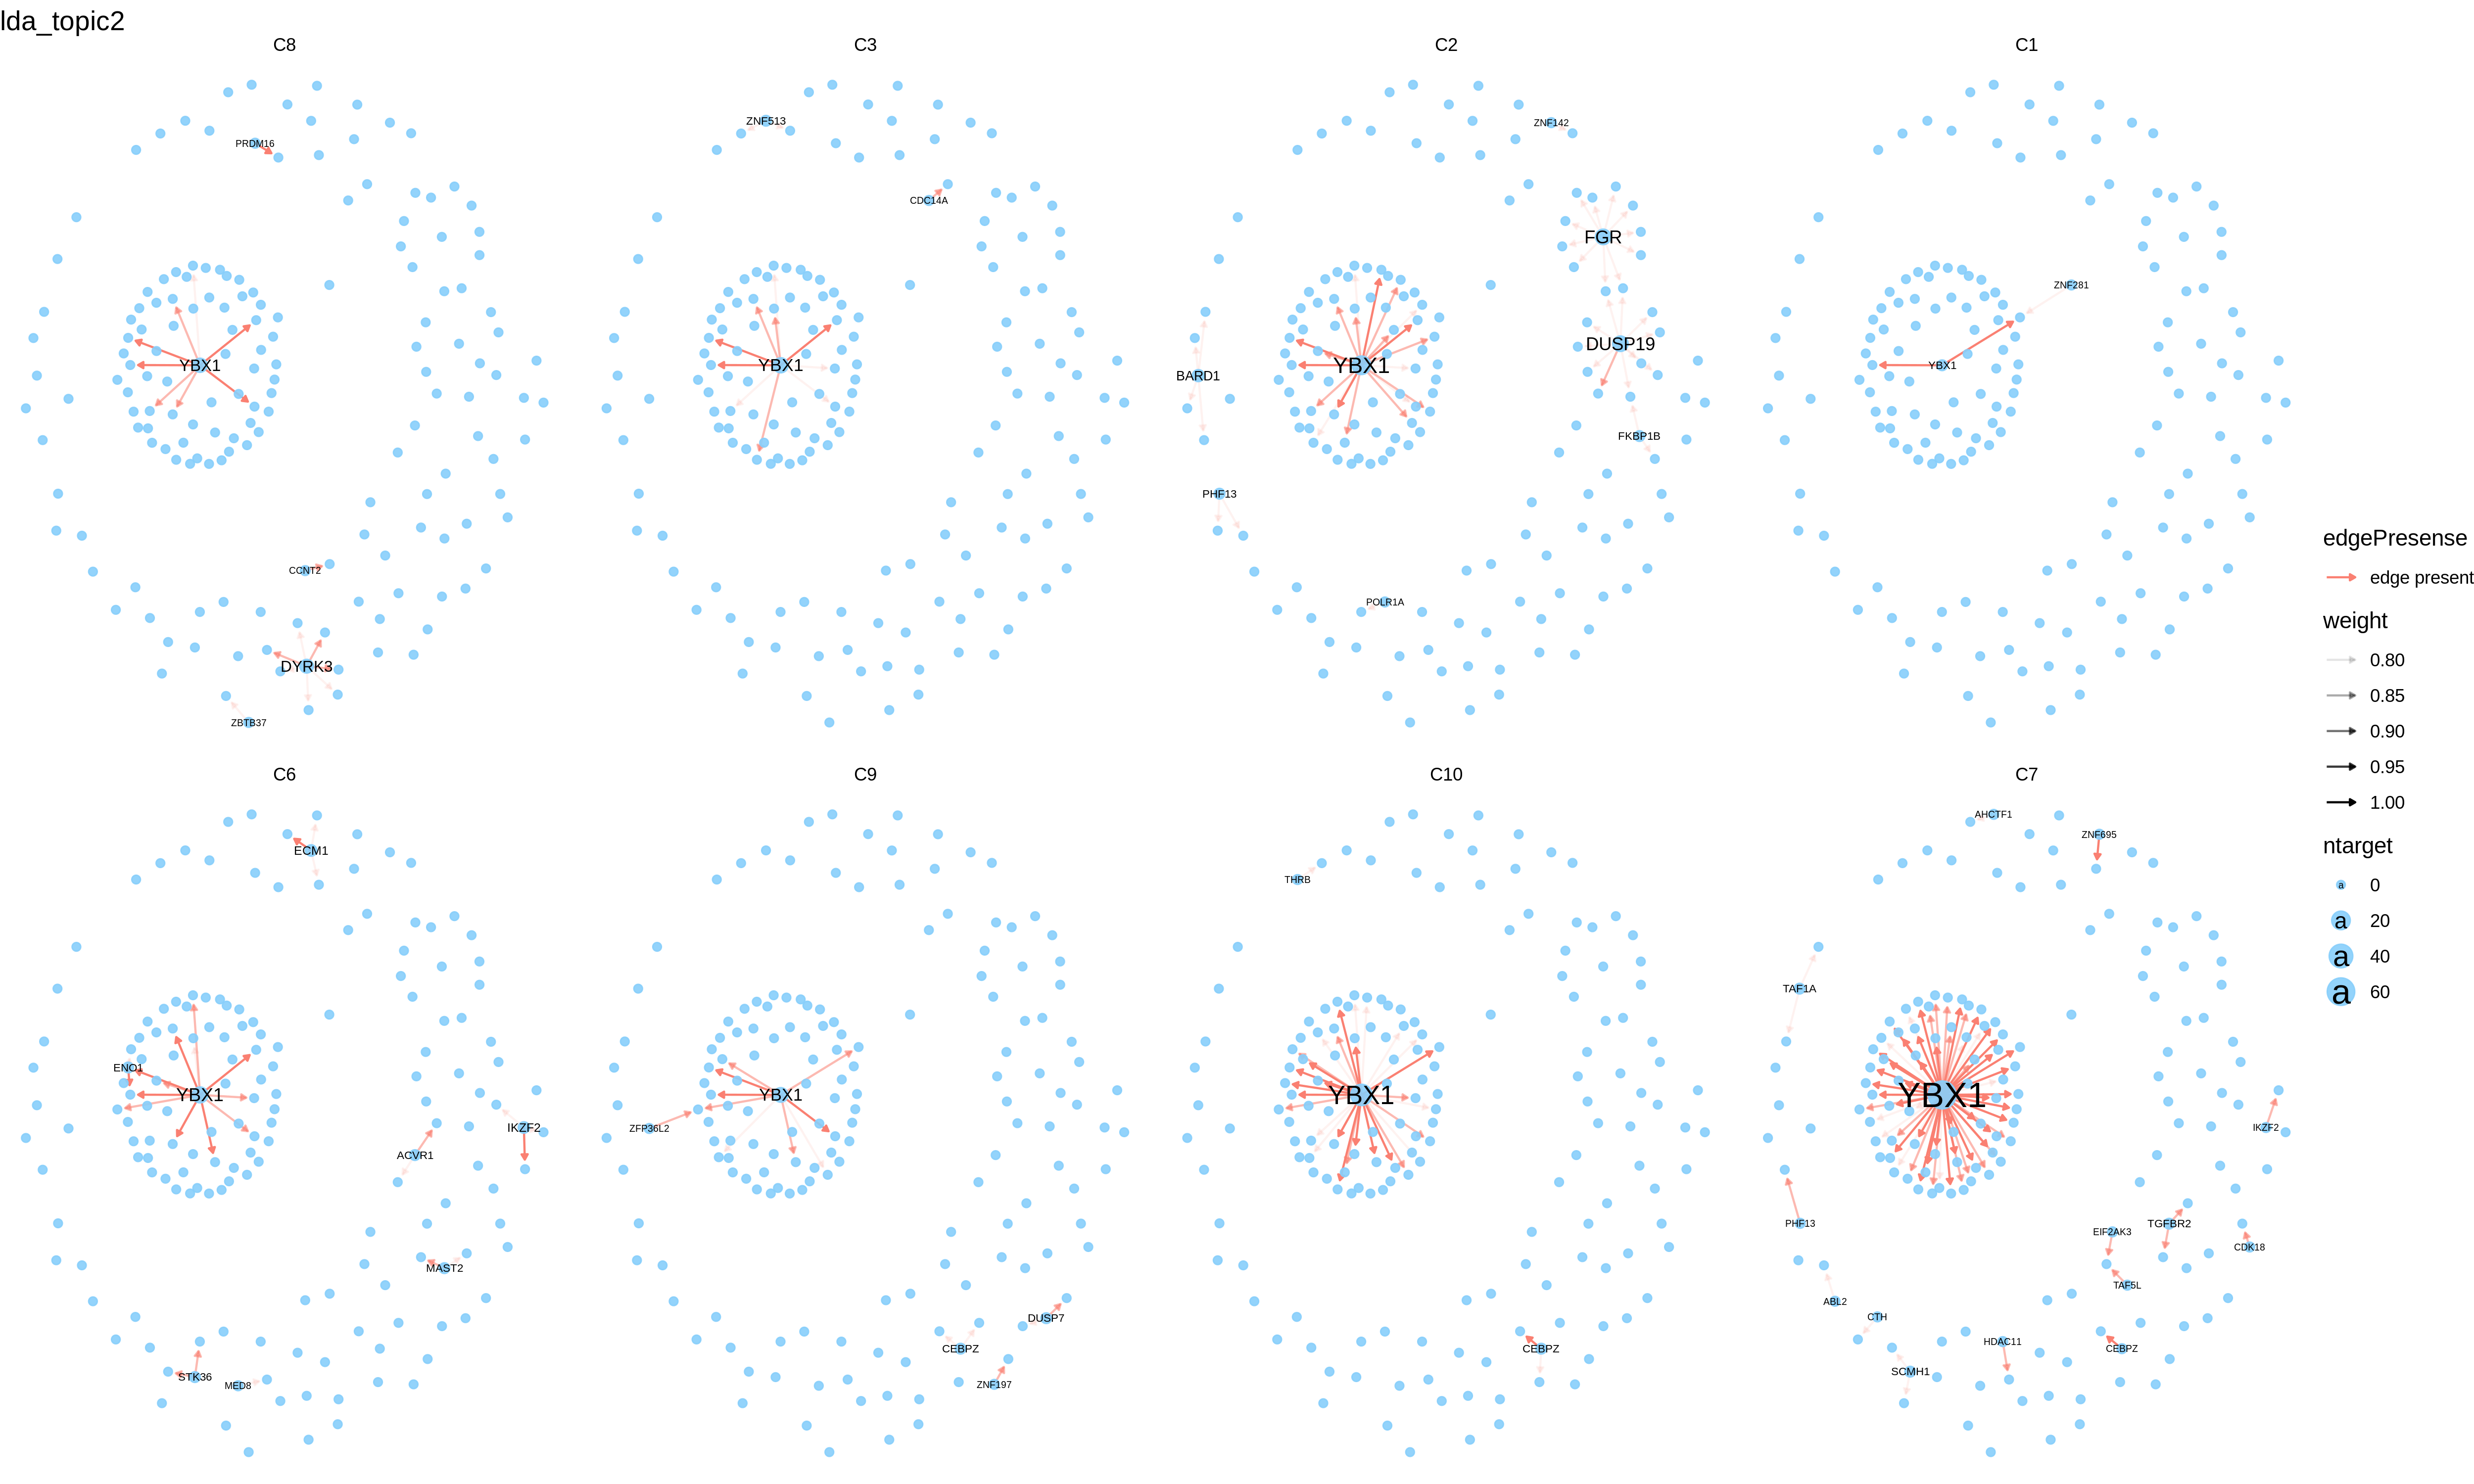 lda_topic2
C8
C3
C2
C1
PRDM16
YBX1
CCNT2
DYRK3
ZBTB37
ZNF513
CDC14A
YBX1
ZNF142
FGR
DUSP19
YBX1
BARD1
FKBP1B
PHF13
POLR1A
ZNF281
YBX1
C6
C9
C10
C7
ECM1
ENO1
YBX1
IKZF2
ACVR1
MAST2
STK36
MED8
YBX1
ZFP36L2
DUSP7
CEBPZ
ZNF197
THRB
YBX1
CEBPZ
AHCTF1
ZNF695
TAF1A
YBX1
IKZF2
PHF13
TGFBR2
EIF2AK3
CDK18
TAF5L
ABL2
CTH
HDAC11
CEBPZ
SCMH1
edgePresense
edge present
weight
0.80
0.85
0.90
0.95
1.00
ntarget
a 0
a 20
a 40
a 60